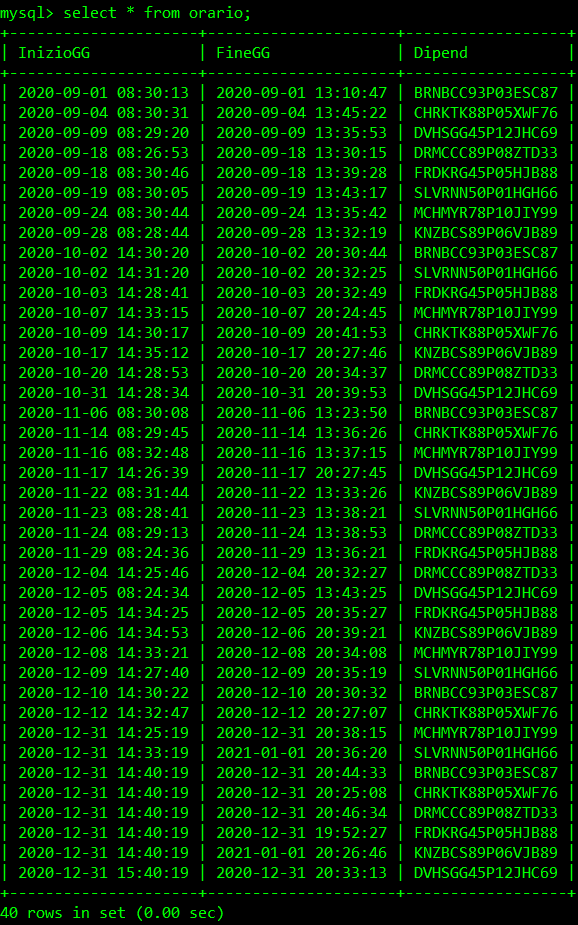 mysql> select * from orario;
+---------------------+---------------------+------------------+
| InizioGG            | FineGG              | Dipend           |
+---------------------+---------------------+------------------+
| 2020-09-01 08:30:13 | 2020-09-01 13:10:47 | BRNBCC93P03ESC87 |
| 2020-09-04 08:30:31 | 2020-09-04 13:45:22 | CHRKTK88P05XWF76 |
| 2020-09-09 08:29:20 | 2020-09-09 13:35:53 | DVHSGG45P12JHC69 |
| 2020-09-18 08:26:53 | 2020-09-18 13:30:15 | DRMCCC89P08ZTD33 |
| 2020-09-18 08:30:46 | 2020-09-18 13:39:28 | FRDKRG45P05HJB88 |
| 2020-09-19 08:30:05 | 2020-09-19 13:43:17 | SLVRNN50P01HGH66 |
| 2020-09-24 08:30:44 | 2020-09-24 13:35:42 | MCHMYR78P10JIY99 |
| 2020-09-28 08:28:44 | 2020-09-28 13:32:19 | KNZBCS89P06VJB89 |
| 2020-10-02 14:30:20 | 2020-10-02 20:30:44 | BRNBCC93P03ESC87 |
| 2020-10-02 14:31:20 | 2020-10-02 20:32:25 | SLVRNN50P01HGH66 |
| 2020-10-03 14:28:41 | 2020-10-03 20:32:49 | FRDKRG45P05HJB88 |
| 2020-10-07 14:33:15 | 2020-10-07 20:24:45 | MCHMYR78P10JIY99 |
| 2020-10-09 14:30:17 | 2020-10-09 20:41:53 | CHRKTK88P05XWF76 |
| 2020-10-17 14:35:12 | 2020-10-17 20:27:46 | KNZBCS89P06VJB89 |
| 2020-10-20 14:28:53 | 2020-10-20 20:34:37 | DRMCCC89P08ZTD33 |
| 2020-10-31 14:28:34 | 2020-10-31 20:39:53 | DVHSGG45P12JHC69 |
| 2020-11-06 08:30:08 | 2020-11-06 13:23:50 | BRNBCC93P03ESC87 |
| 2020-11-14 08:29:45 | 2020-11-14 13:36:26 | CHRKTK88P05XWF76 |
| 2020-11-16 08:32:48 | 2020-11-16 13:37:15 | MCHMYR78P10JIY99 |
| 2020-11-17 14:26:39 | 2020-11-17 20:27:45 | DVHSGG45P12JHC69 |
| 2020-11-22 08:31:44 | 2020-11-22 13:33:26 | KNZBCS89P06VJB89 |
| 2020-11-23 08:28:41 | 2020-11-23 13:38:21 | SLVRNN50P01HGH66 |
| 2020-11-24 08:29:13 | 2020-11-24 13:38:53 | DRMCCC89P08ZTD33 |
| 2020-11-29 08:24:36 | 2020-11-29 13:36:21 | FRDKRG45P05HJB88 |
| 2020-12-04 14:25:46 | 2020-12-04 20:32:27 | DRMCCC89P08ZTD33 |
| 2020-12-05 08:24:34 | 2020-12-05 13:43:25 | DVHSGG45P12JHC69 |
| 2020-12-05 14:34:25 | 2020-12-05 20:35:27 | FRDKRG45P05HJB88 |
| 2020-12-06 14:34:53 | 2020-12-06 20:39:21 | KNZBCS89P06VJB89 |
| 2020-12-08 14:33:21 | 2020-12-08 20:34:08 | MCHMYR78P10JIY99 |
| 2020-12-09 14:27:40 | 2020-12-09 20:35:19 | SLVRNN50P01HGH66 |
| 2020-12-10 14:30:22 | 2020-12-10 20:30:32 | BRNBCC93P03ESC87 |
| 2020-12-12 14:32:47 | 2020-12-12 20:27:07 | CHRKTK88P05XWF76 |
| 2020-12-31 14:25:19 | 2020-12-31 20:38:15 | MCHMYR78P10JIY99 |
| 2020-12-31 14:33:19 | 2021-01-01 20:36:20 | SLVRNN50P01HGH66 |
| 2020-12-31 14:40:19 | 2020-12-31 20:44:33 | BRNBCC93P03ESC87 |
| 2020-12-31 14:40:19 | 2020-12-31 20:25:08 | CHRKTK88P05XWF76 |
| 2020-12-31 14:40:19 | 2020-12-31 20:46:34 | DRMCCC89P08ZTD33 |
| 2020-12-31 14:40:19 | 2020-12-31 19:52:27 | FRDKRG45P05HJB88 |
| 2020-12-31 14:40:19 | 2021-01-01 20:26:46 | KNZBCS89P06VJB89 |
| 2020-12-31 15:40:19 | 2020-12-31 20:33:13 | DVHSGG45P12JHC69 |
+---------------------+---------------------+------------------+
40 rows in set (0.00 sec)